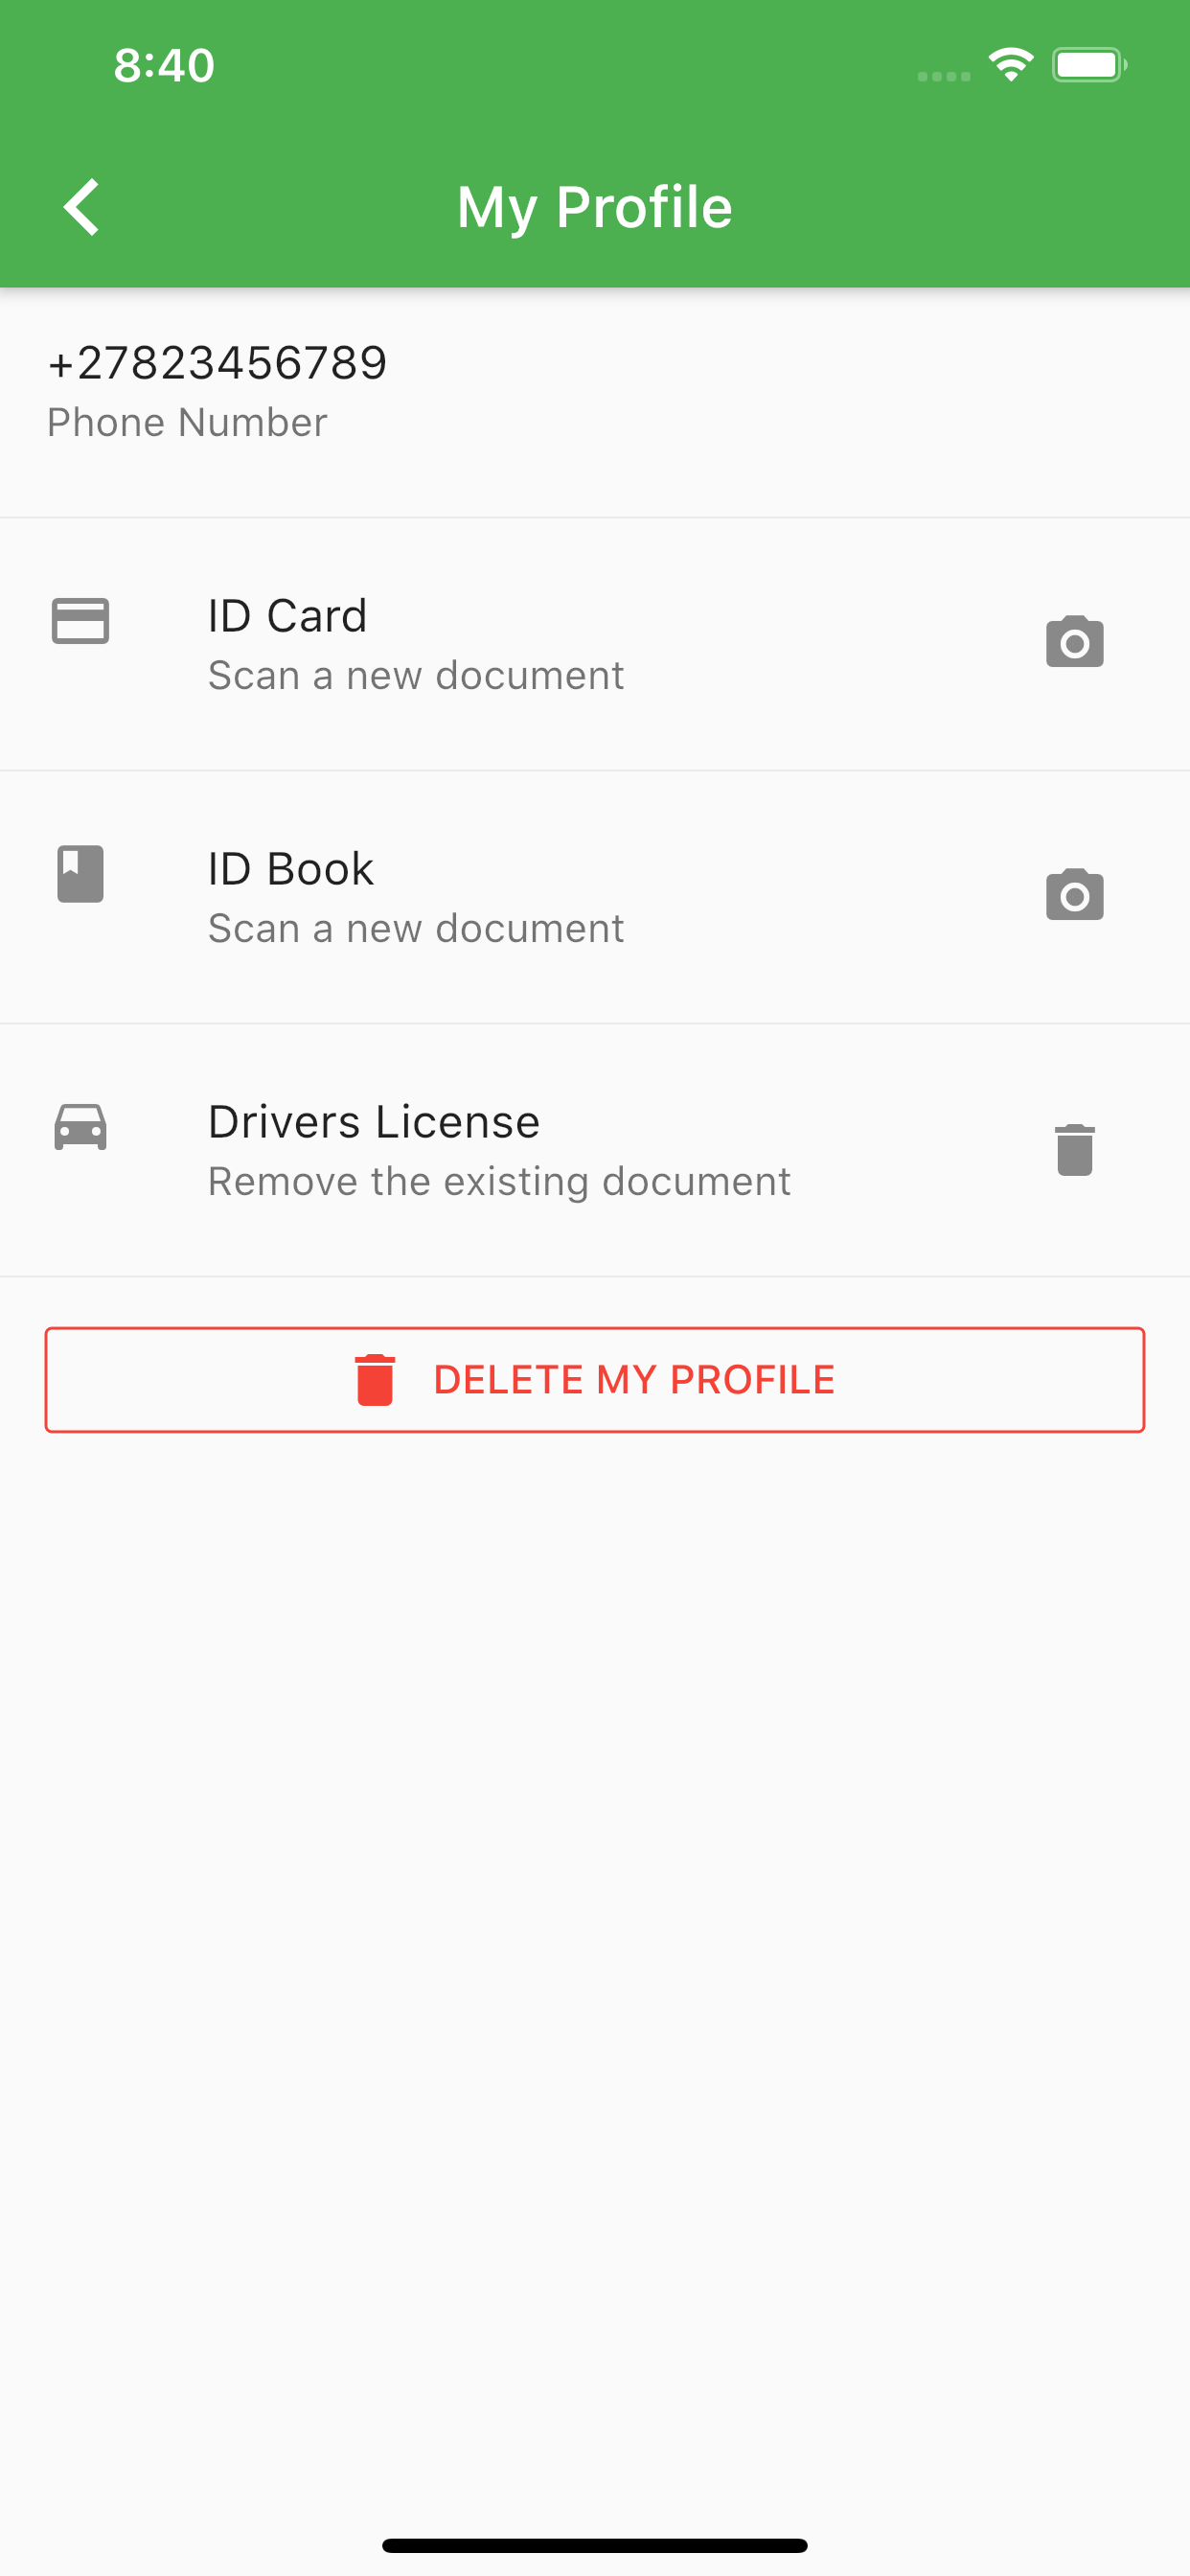 8:40
My Profile
+27823456789
Phone Number
ID Card
Scan a new document
ID Book
Scan a new document
Drivers License
Remove the existing document
DELETE MY PROFILE